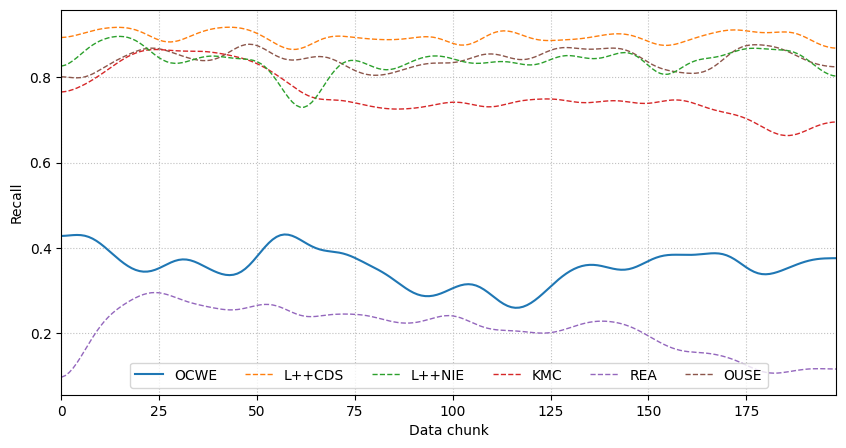 Recall
0.8
0.6
0.4
0.2
OCWE L++CDS L++NIE KMC REA OUSE
0 25 50 75 100 125 150 175
Data chunk